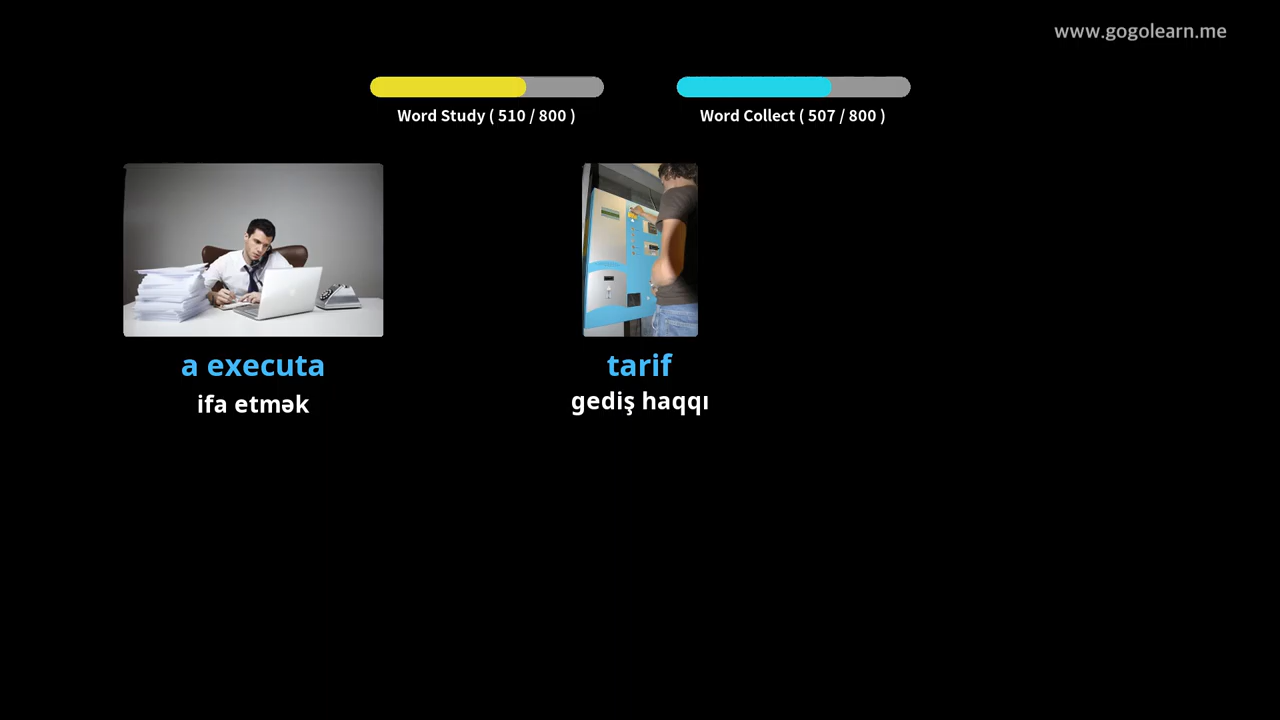 www.gogolearn.me
Word Study ( 510 / 800 )
Word Collect ( 507 / 800 )
a executa
ifa etmək
tarif
gediş haqqı